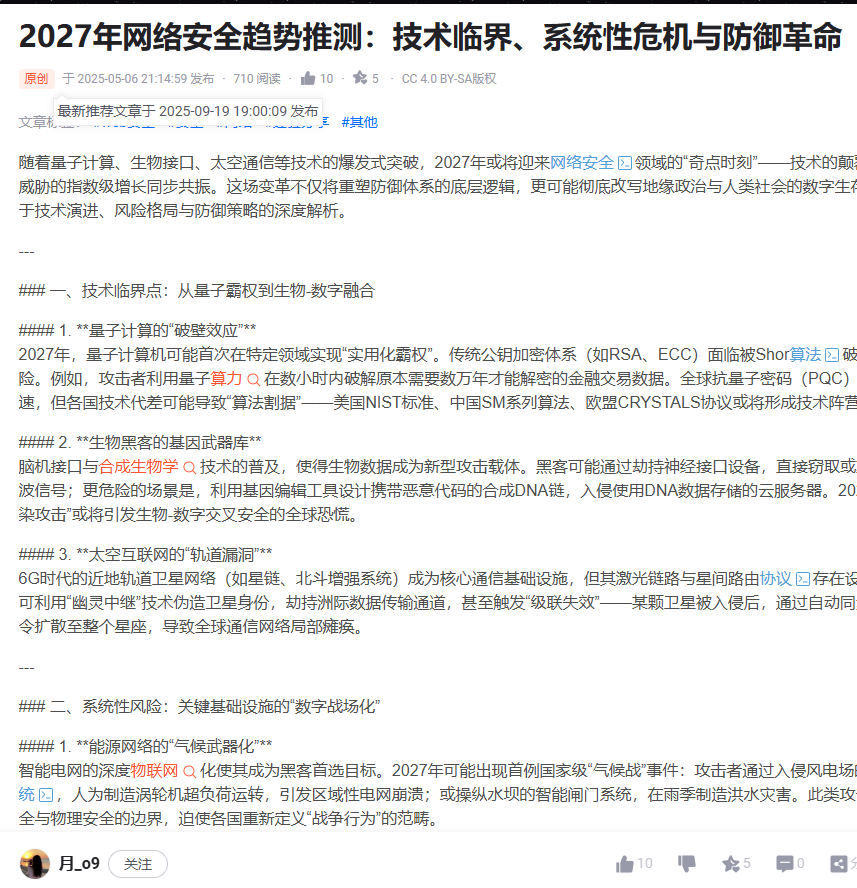 2027年网络安全趋势推测：技术临界、系统性危机与防御革命
原创 于 2025-05-06 21:14:59 发布 · 710 阅读 · 10 · 5 · CC 4.0 BY-SA版权
最新推荐文章于 2025-09-19 19:00:09 发布
文章标 #其他
随着量子计算、生物接口、太空通信等技术的爆发式突破，2027年或将迎来网络安全领域的“奇点时刻”——技术的颠
威胁的指数级增长同步共振。这场变革不仅将重塑防御体系的底层逻辑，更可能彻底改写地缘政治与人类社会的数字生
于技术演进、风险格局与防御策略的深度解析。
---
### 一、技术临界点：从量子霸权到生物-数字融合
#### 1. **量子计算的“破壁效应”**
2027年，量子计算机可能首次在特定领域实现“实用化霸权”。传统公钥加密体系（如RSA、ECC）面临被Shor算法破
险。例如，攻击者利用量子算力在数小时内破解原本需要数万年才能解密的金融交易数据。全球抗量子密码（PQC）
速，但各国技术代差可能导致“算法割据”——美国NIST标准、中国SM系列算法、欧盟CRYSTALS协议或将形成技术阵营
#### 2. **生物黑客的基因武器库**
脑机接口与合成生物学技术的普及，使得生物数据成为新型攻击载体。黑客可能通过劫持神经接口设备，直接窃取或
波信号；更危险的场景是，利用基因编辑工具设计携带恶意代码的合成DNA链，入侵使用DNA数据存储的云服务器。20
染攻击”或将引发生物-数字交叉安全的全球恐慌。
#### 3. **太空互联网的“轨道漏洞”**
6G时代的近地轨道卫星网络（如星链、北斗增强系统）成为核心通信基础设施，但其激光链路与星间路由协议存在设
可利用“幽灵中继”技术伪造卫星身份，劫持洲际数据传输通道，甚至触发“级联失效”——某颗卫星被入侵后，通过自动同
令扩散至整个星座，导致全球通信网络局部瘫痪。
---
### 二、系统性风险：关键基础设施的“数字战场化”
#### 1. **能源网络的“气候武器化”**
智能电网的深度物联网化使其成为黑客首选目标。2027年可能出现首例国家级“气候战”事件：攻击者通过入侵风电场
统，人为制造涡轮机超负荷运转，引发区域性电网崩溃；或操纵水坝的智能闸门系统，在雨季制造洪水灾害。此类攻
全与物理安全的边界，迫使各国重新定义“战争行为”的范畴。
月_o9 关注 10 5 0